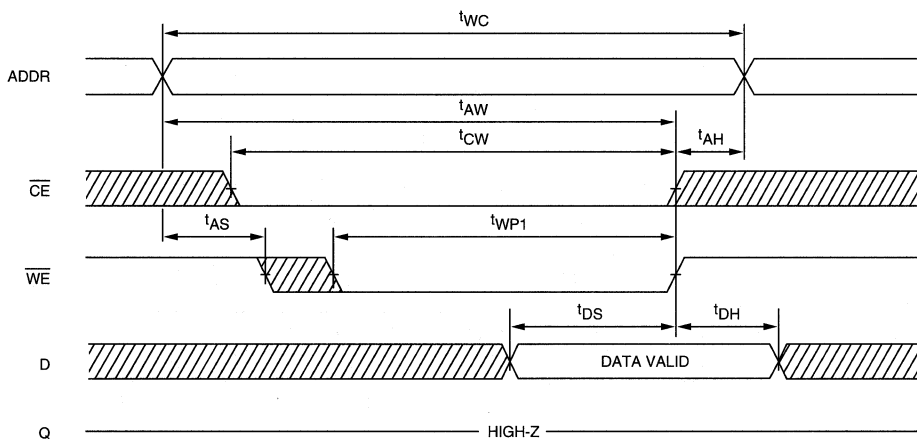 tWC
ADDR
tAW
tCW
tAH
CE
tAS
tWP1
WE
tDS
tDH
D
DATA VALID
Q
HIGH-Z